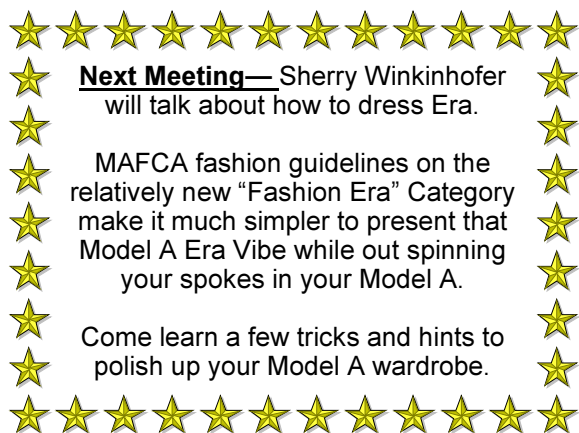 Next Meeting— Sherry Winkinhofer
will talk about how to dress Era.
MAFCA fashion guidelines on the
relatively new “Fashion Era” Category
make it much simpler to present that
Model A Era Vibe while out spinning
your spokes in your Model A.
Come learn a few tricks and hints to
polish up your Model A wardrobe.